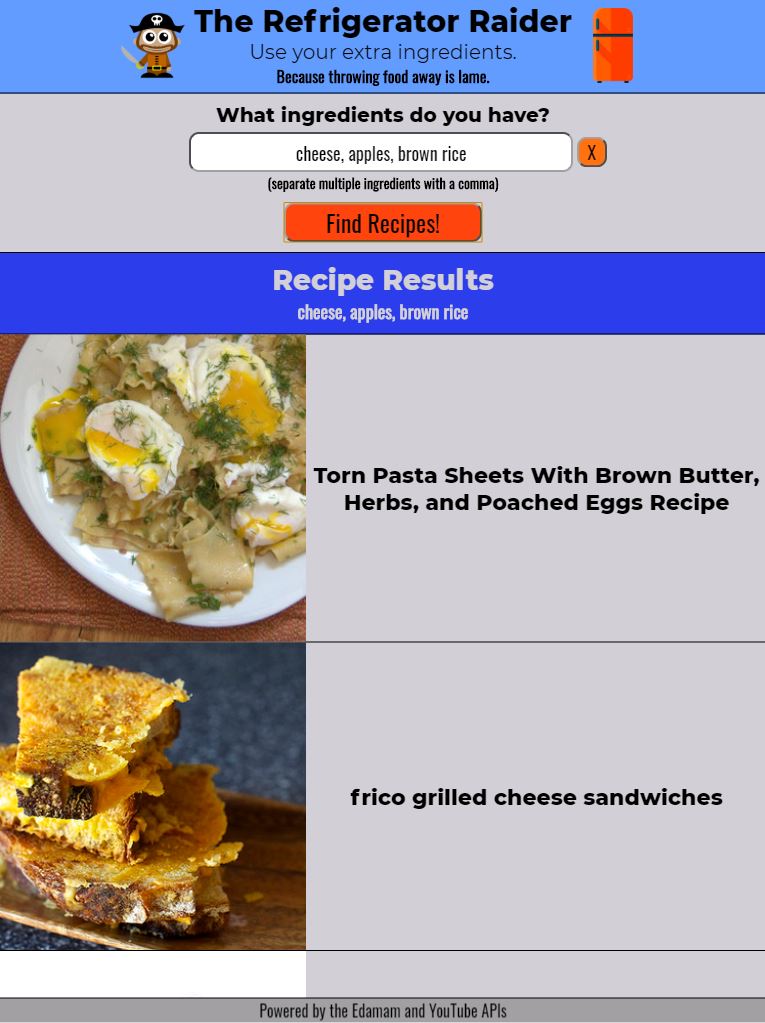 The Refrigerator Raider
Use your extra ingredients.
Because throwing food away is lame.
What ingredients do you have?
cheese, apples, brown rice
X
(separate multiple ingredients with a comma)
Find Recipes!
Recipe Results
cheese, apples, brown rice
Torn Pasta Sheets With Brown Butter,
Herbs, and Poached Eggs Recipe
frico grilled cheese sandwiches
Powered by the Edamam and YouTube APIs